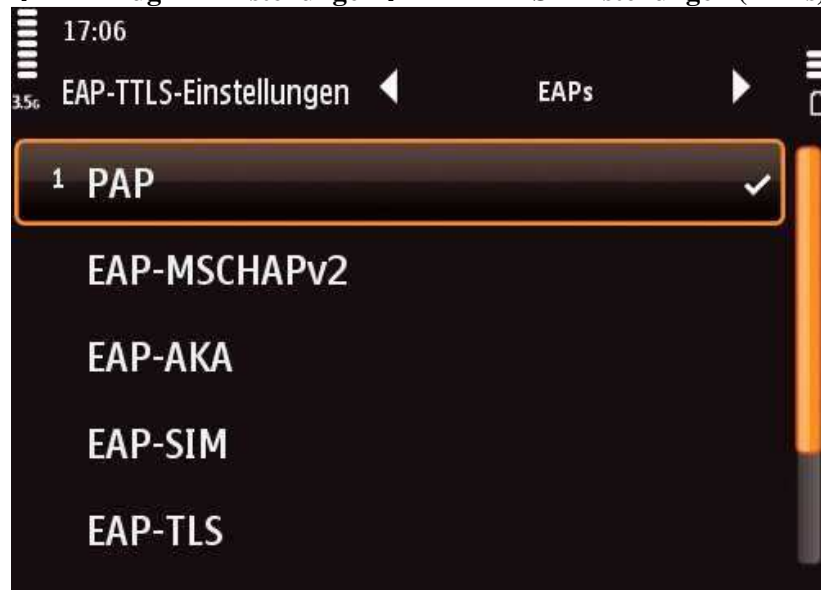 17:06
3.5G EAP-TTLS-Einstellungen EAPs
1 PAP
EAP-MSCHAPv2
EAP-AKA
EAP-SIM
EAP-TLS